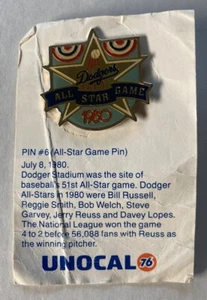 Dodgers
ALL STAR GAME
1980
PIN #6 (All-Star Game Pin)
July 8, 1980.
Dodger Stadium was the site of
baseball's 51st All-Star game. Dodger
All-Stars in 1980 were Bill Russell,
Reggie Smith, Bob Welch, Steve
Garvey, Jerry Reuss and Davey Lopes.
The National League won the game
4 to 2 before 56,088 fans with Reuss as
the winning pitcher.
UNOCAL 76